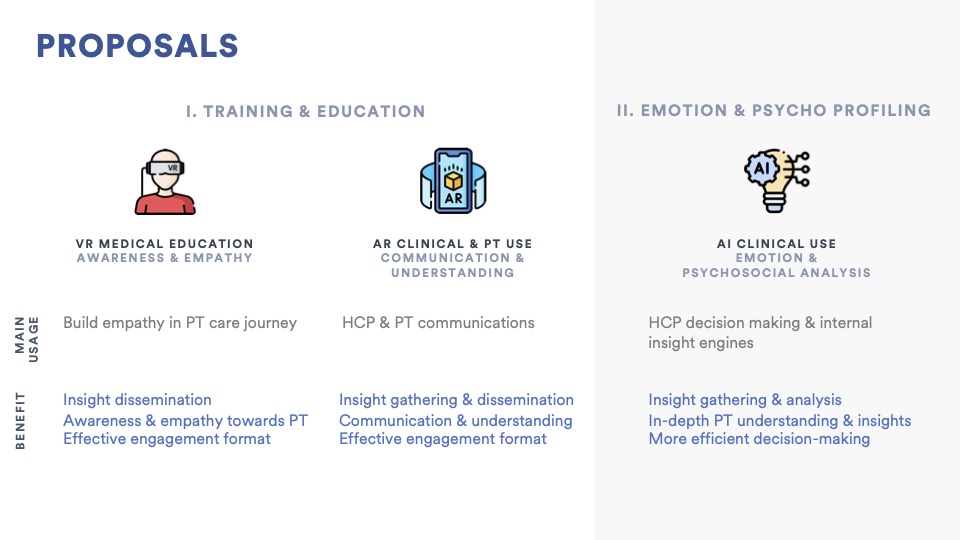 PROPOSALS
I. TRAINING & EDUCATION
II. EMOTION & PSYCHO PROFILING
VR
AR
AI
VR MEDICAL EDUCATION
AWARENESS & EMPATHY
AR CLINICAL & PT USE
COMMUNICATION &
UNDERSTANDING
AI CLINICAL USE
EMOTION &
PSYCHOSOCIAL ANALYSIS
MAIN
USAGE
Build empathy in PT care journey
HCP & PT communications
HCP decision making & internal
insight engines
BENEFIT
Insight dissemination
Awareness & empathy towards PT
Effective engagement format
Insight gathering & dissemination
Communication & understanding
Effective engagement format
Insight gathering & analysis
In-depth PT understanding & insights
More efficient decision-making